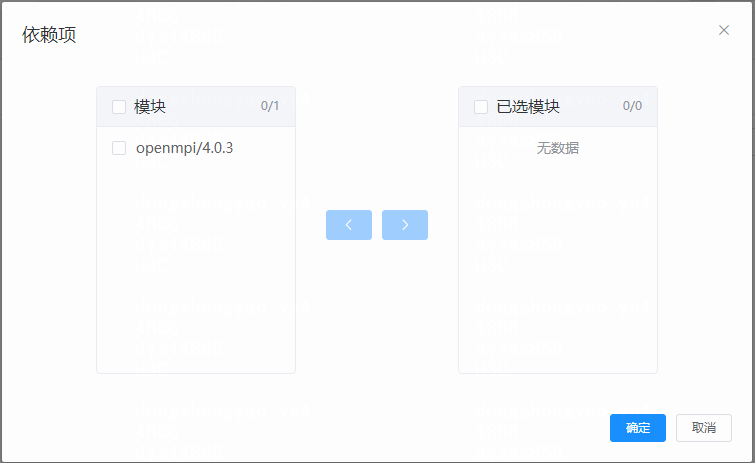 依赖项
模块 0/1
openmpi/4.0.3
已选模块 0/0
无数据
确定 取消